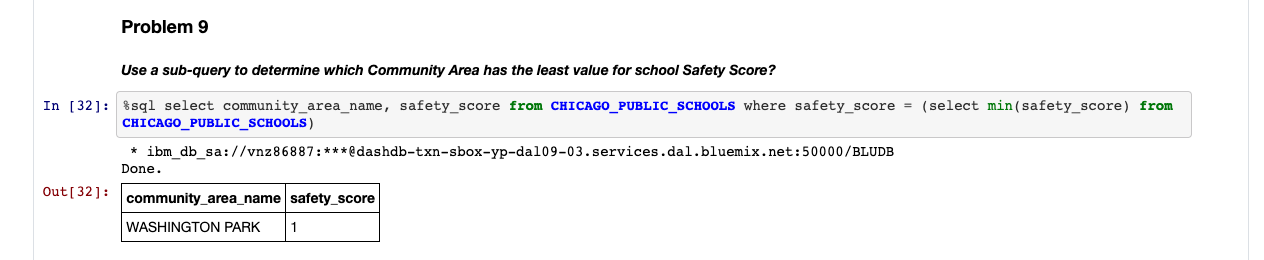 Problem 9
Use a sub-query to determine which Community Area has the least value for school Safety Score?
In [32]: %sql select community_area_name, safety_score from CHICAGO_PUBLIC_SCHOOLS where safety_score = (select min(safety_score) from
CHICAGO_PUBLIC_SCHOOLS)
* ibm_db_sa://vnz86887:***@dashdb-txn-sbox-yp-dal09-03.services.dal.bluemix.net:50000/BLUDB
Done.
Out[32]: community_area_name safety_score
WASHINGTON PARK 1